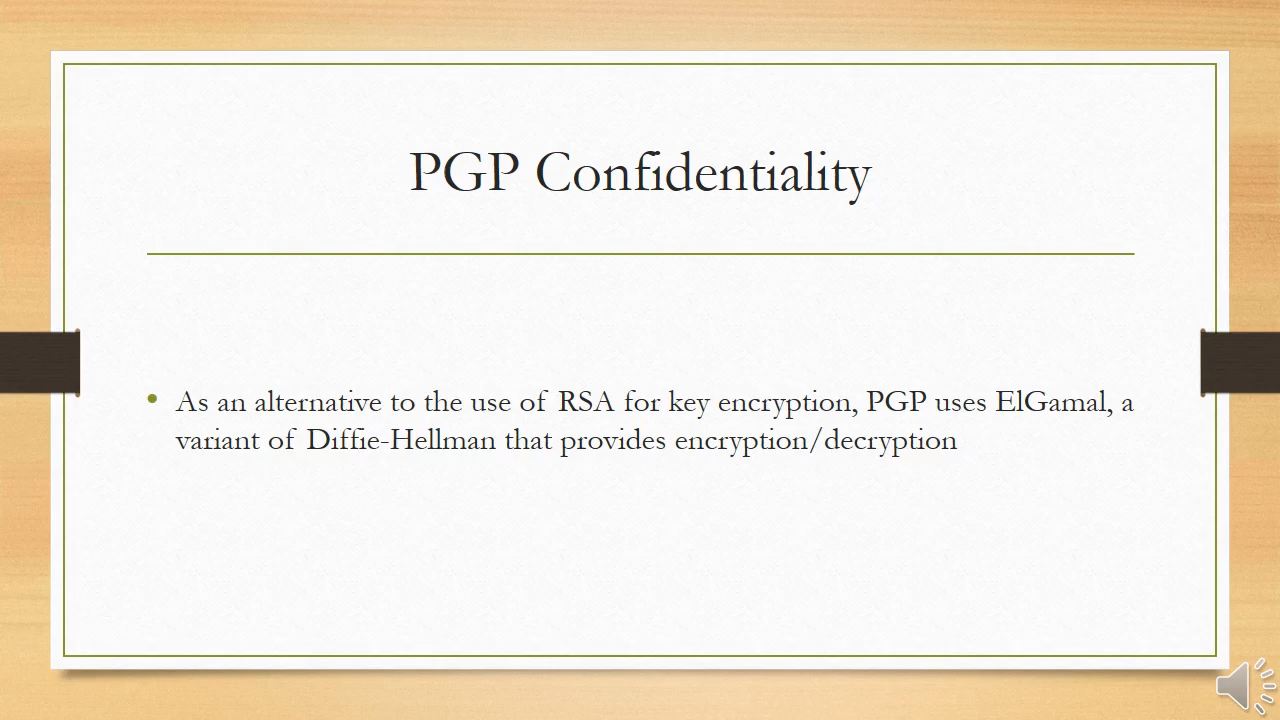 PGP Confidentiality
• As an alternative to the use of RSA for key encryption, PGP uses ElGamal, a
variant of Diffie-Hellman that provides encryption/decryption